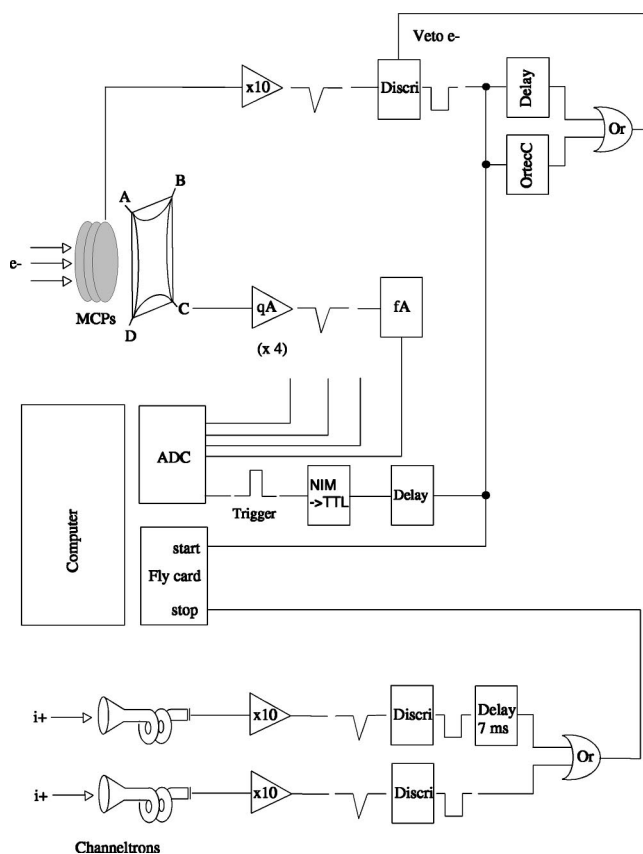 Veto e-
x10
Discri
Delay
Or
OrtecC
A
B
e-
MCPs
C
D
qA
fA
(x 4)
Computer
ADC
Trigger
NIM
->TTL
Delay
start
Fly card
stop
i+
x10
Discri
Delay
7 ms
Or
i+
x10
Discri
Channeltrons